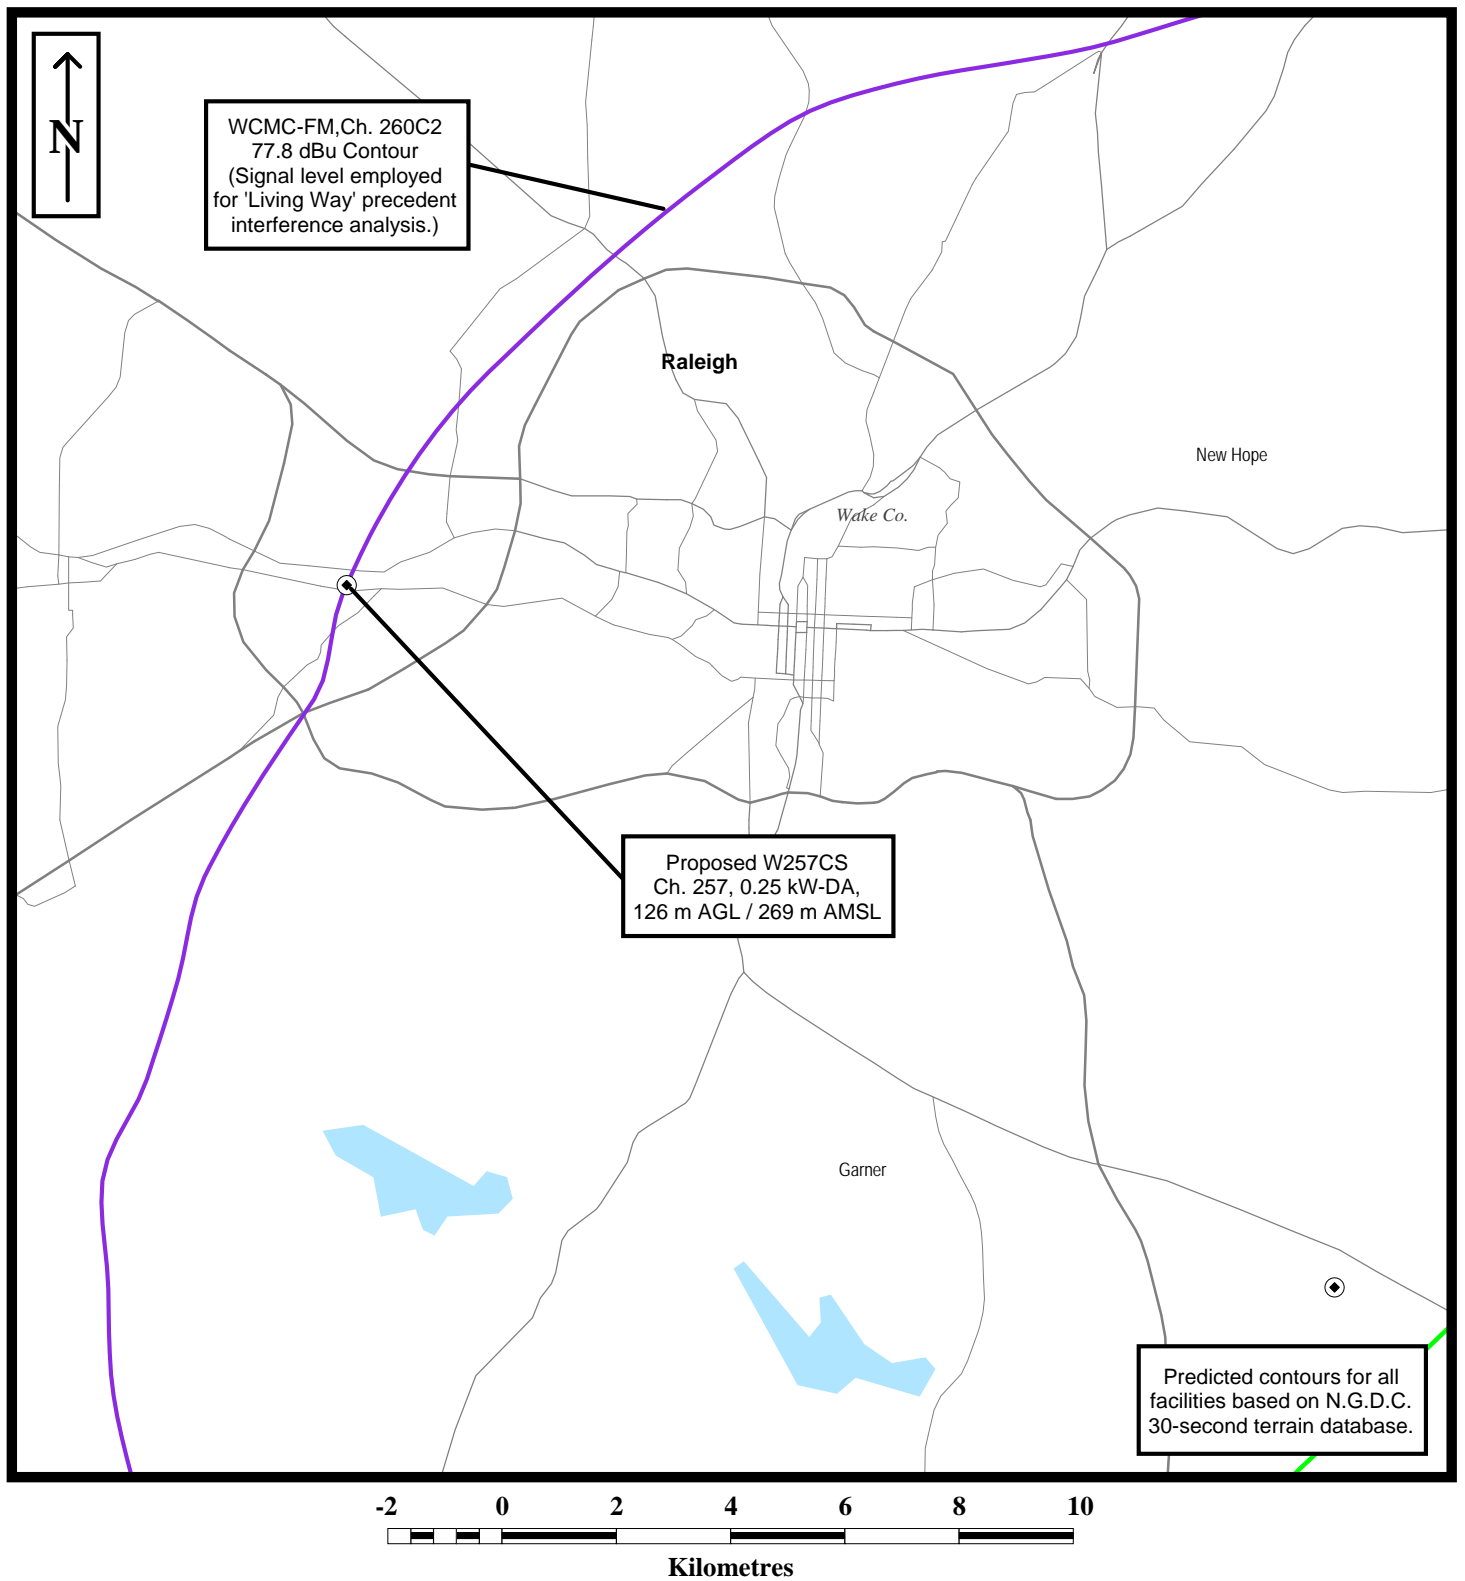 N
WCMC-FM,Ch. 260C2
77.8 dBu Contour
(Signal level employed
for 'Living Way' precedent
interference analysis.)
Raleigh
New Hope
Wake Co.
Proposed W257CS
Ch. 257, 0.25 kW-DA,
126 m AGL / 269 m AMSL
Garner
Predicted contours for all
facilities based on N.G.D.C.
30-second terrain database.
-2 0 2 4 6 8 10
Kilometres